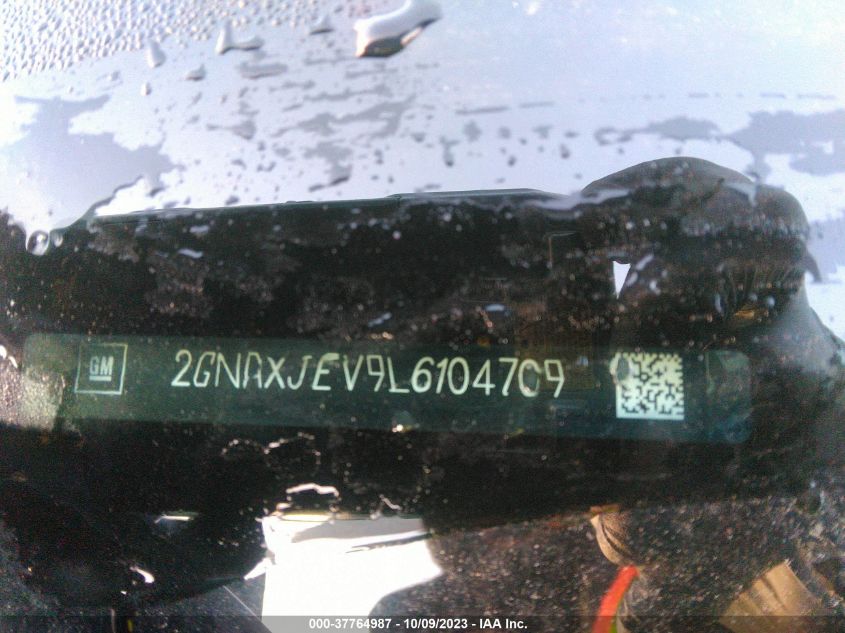 GM 2GNAXJEV9L6104709
000-37764987 - 10/09/2023 - IAA Inc.